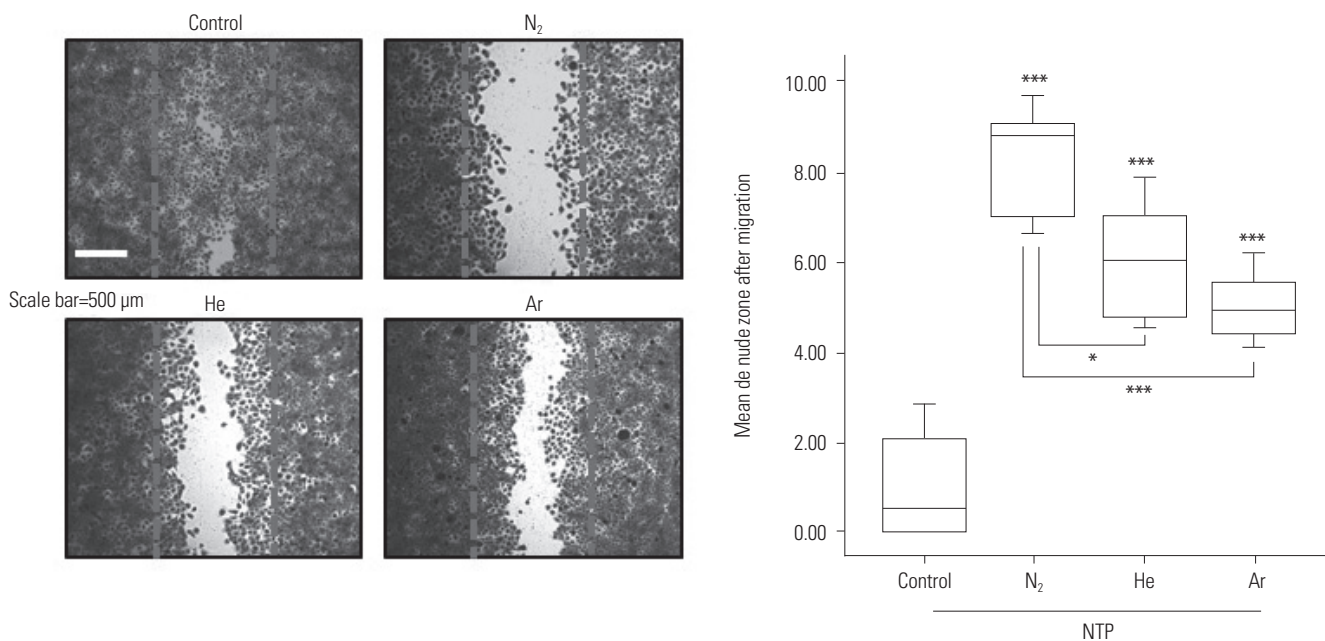 Control
N₂
Scale bar=500 µm
He
Ar
Mean de nude zone after migration
10.00
8.00
6.00
4.00
2.00
0.00
***
***
***
*
***
Control
N₂
He
Ar
NTP